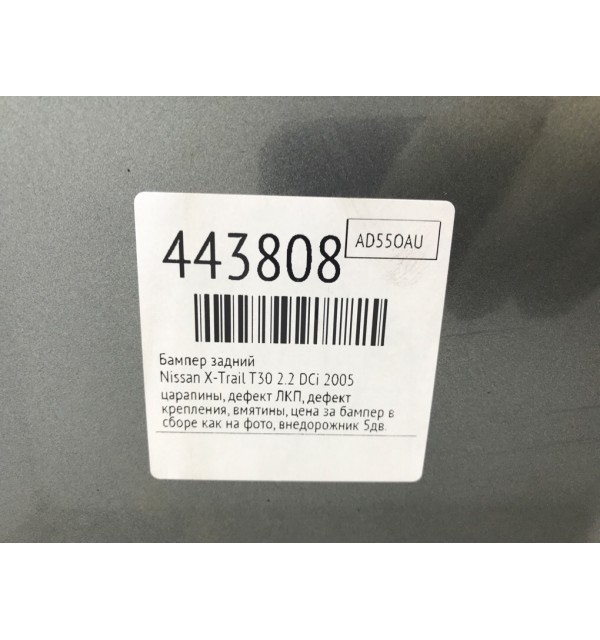 443808
AD550AU
Бампер задний
Nissan X-Trail T30 2.2 DCi 2005
царапины, дефект ЛКП, дефект
крепления, вмятины, цена за бампер в
сборе как на фото, внедорожник 5дв.